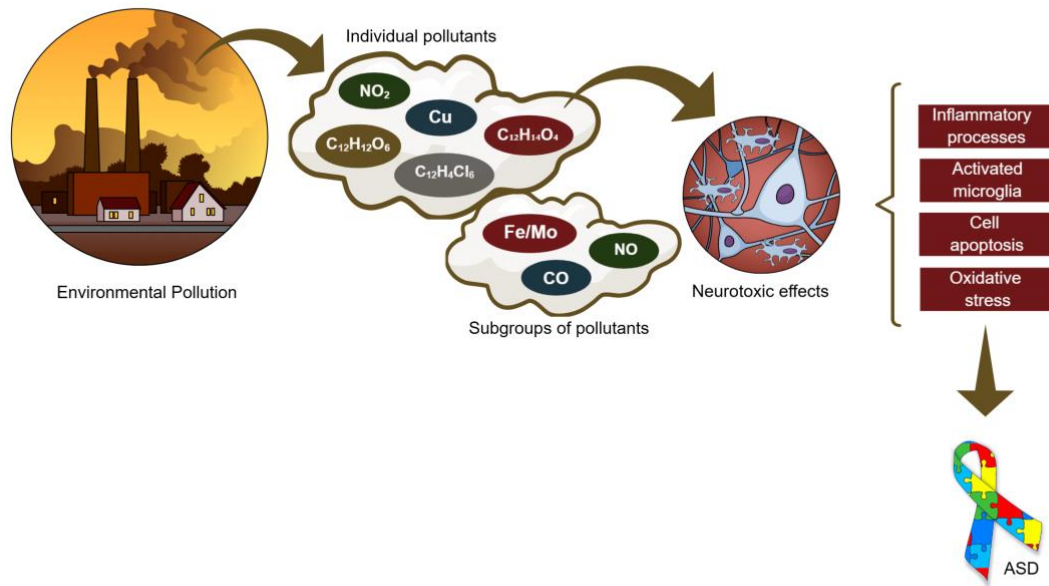 Individual pollutants
NO₂
Cu
C₁₂H₁₂O₆
C₁₂H₁₄O₄
C₁₂H₄Cl₆
Fe/Mo
NO
CO
Environmental Pollution
Subgroups of pollutants
Neurotoxic effects
Inflammatory
processes
Activated
microglia
Cell
apoptosis
Oxidative
stress
ASD